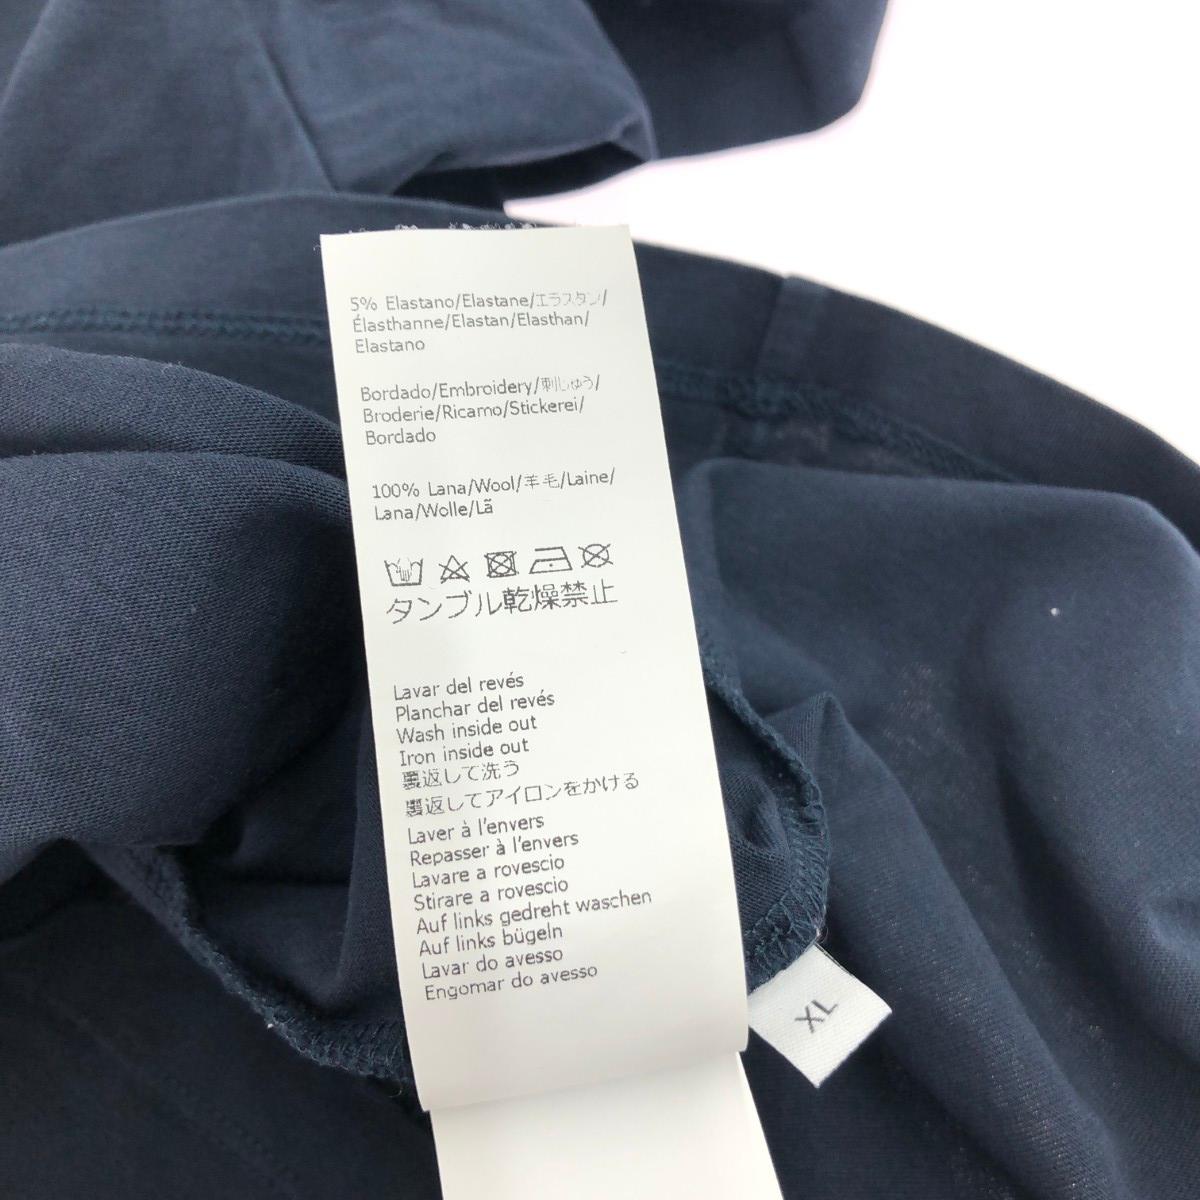 5% Elastano/Elastane/エラスタン/
Élasthanne/Elastan/Elasthan/
Elastano
Bordado/Embroidery/刺しゅう/
Broderie/Ricamo/Stickerei/
Bordado
100% Lana/Wool/羊毛/Laine/
Lana/Wolle/Lã
タンブル乾燥禁止
Lavar del revés
Planchar del revés
Wash inside out
Iron inside out
裏返して洗う
裏返してアイロンをかける
Laver à l'envers
Repasser à l'envers
Lavare a rovescio
Stirare a rovescio
Auf links gedreht waschen
Auf links bügeln
Lavar do avesso
Engomar do avesso
XL